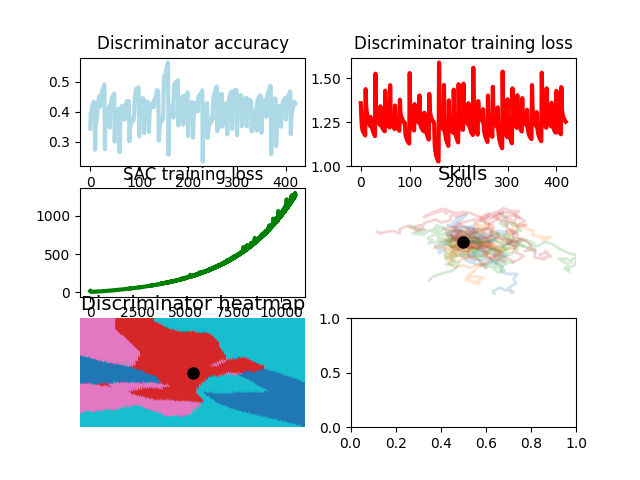 Discriminator accuracy
0.5
0.4
0.3
0 100 200 300 400
Discriminator training loss
1.50
1.25
1.00
0 100 200 300 400
SAC training loss
1000
500
0
0 2500 5000 7500 10000
Skills
Discriminator heatmap
1.0
0.5
0.0
0.0 0.2 0.4 0.6 0.8 1.0